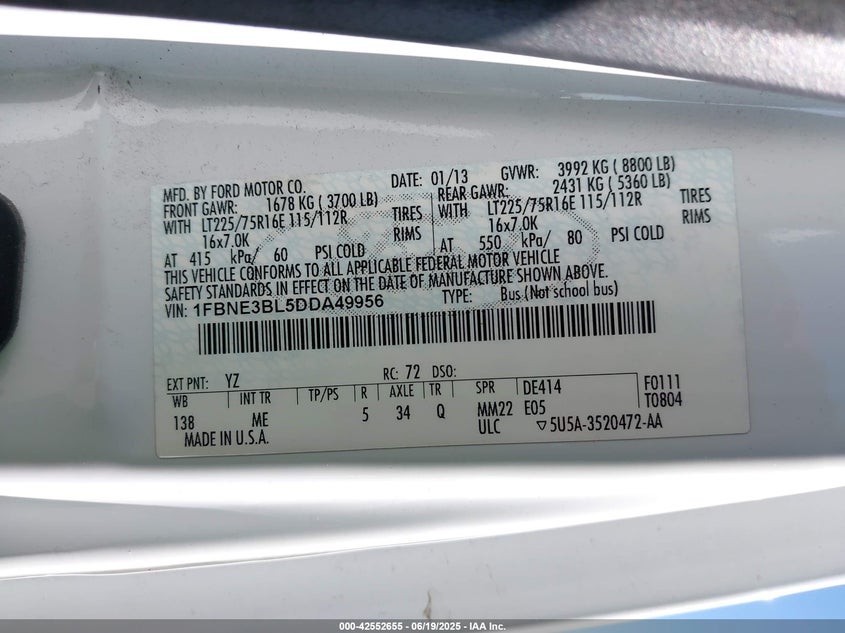 MFD. BY FORD MOTOR CO. DATE: 01/13 GVWR: 3992 KG ( 8800 LB)
FRONT GAWR: 1678 KG ( 3700 LB) REAR GAWR: 2431 KG ( 5360 LB)
WITH LT225/75R16E 115/112R TIRES WITH LT225/75R16E 115/112R TIRES
16x7.0K RIMS 16x7.0K RIMS
AT 415 kPa/ 60 PSI COLD AT 550 kPa/ 80 PSI COLD
THIS VEHICLE CONFORMS TO ALL APPLICABLE FEDERAL MOTOR VEHICLE
SAFETY STANDARDS IN EFFECT ON THE DATE OF MANUFACTURE SHOWN ABOVE.
VIN: 1FBNE3BL5DDA49956 TYPE: Bus (Not school bus)
EXT PNT: YZ RC: 72 DSO:
WB INT TR TP/PS R AXLE TR SPR DE414 F0111
138 ME 5 34 Q MM22 E05 T0804
MADE IN U.S.A. ULC ▽5U5A-3520472-AA
000-42552655 - 06/19/2025 - IAA Inc.